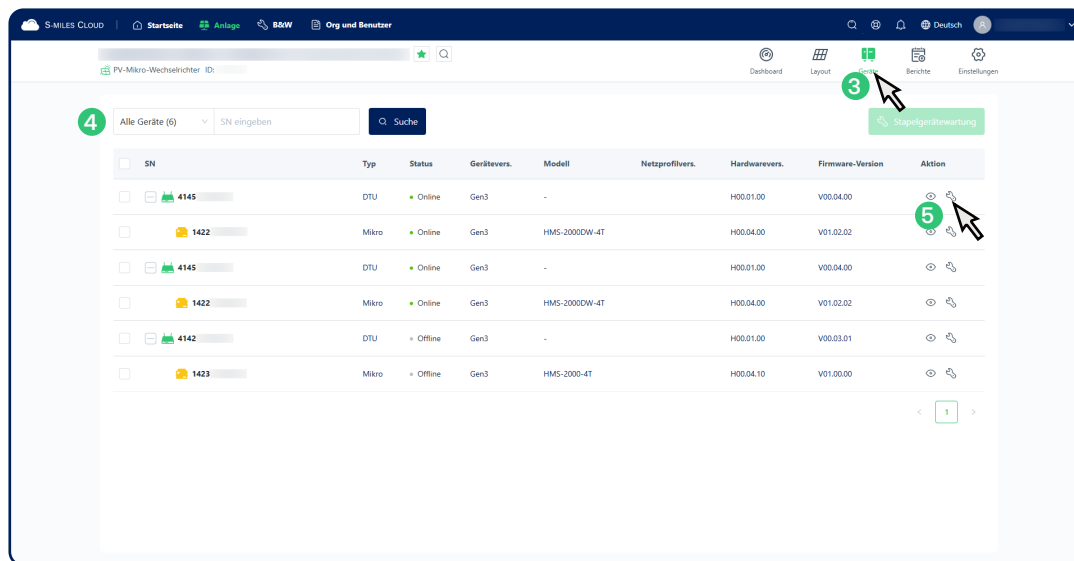 S-MILES CLOUD Startseite Anlage B&W Org und Benutzer Deutsch
PV-Mikro-Wechselrichter ID:
Dashboard Layout Geräte Berichte Einstellungen
3
4 Alle Geräte (6) SN eingeben Suche Stapelgerätewartung
SN Typ Status Gerätevers. Modell Netzprofilvers. Hardwarevers. Firmware-Version Aktion
4145 DTU Online Gen3 - H00.01.00 V00.04.00
5
1422 Mikro Online Gen3 HMS-2000DW-4T H00.04.00 V01.02.02
4145 DTU Online Gen3 - H00.01.00 V00.04.00
1422 Mikro Online Gen3 HMS-2000DW-4T H00.04.00 V01.02.02
4142 DTU Offline Gen3 - H00.01.00 V00.03.01
1423 Mikro Offline Gen3 HMS-2000-4T H00.04.10 V01.00.00
< 1 >